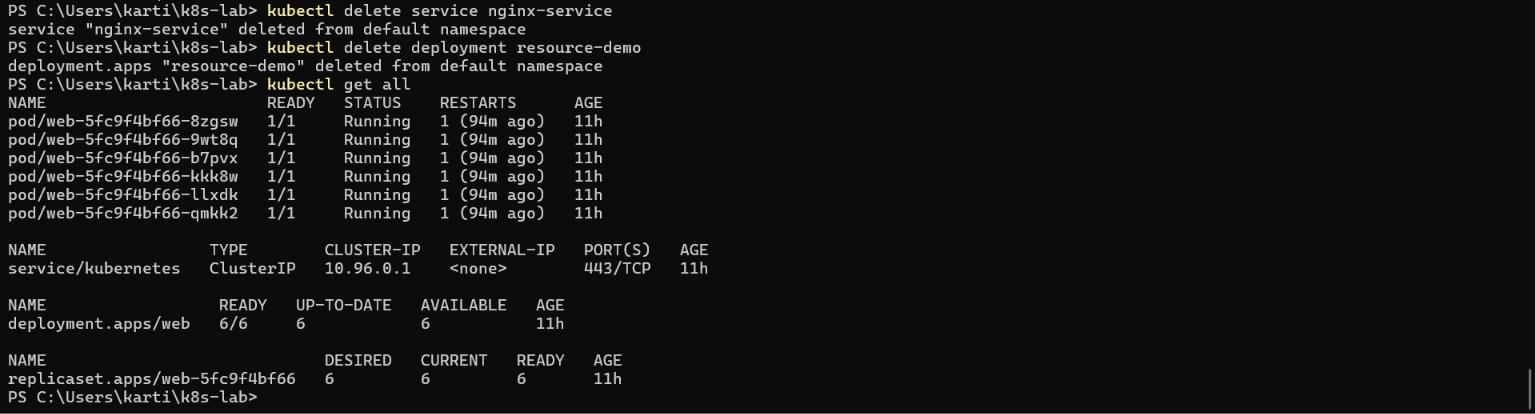 PS C:\Users\karti\k8s-lab> kubectl delete service nginx-service
service "nginx-service" deleted from default namespace
PS C:\Users\karti\k8s-lab> kubectl delete deployment resource-demo
deployment.apps "resource-demo" deleted from default namespace
PS C:\Users\karti\k8s-lab> kubectl get all
NAME                       READY   STATUS    RESTARTS      AGE
pod/web-5fc9f4bf66-8zgsw   1/1     Running   1 (94m ago)   11h
pod/web-5fc9f4bf66-9wt8q   1/1     Running   1 (94m ago)   11h
pod/web-5fc9f4bf66-b7pvx   1/1     Running   1 (94m ago)   11h
pod/web-5fc9f4bf66-kkk8w   1/1     Running   1 (94m ago)   11h
pod/web-5fc9f4bf66-llxdk   1/1     Running   1 (94m ago)   11h
pod/web-5fc9f4bf66-qmkk2   1/1     Running   1 (94m ago)   11h
NAME                 TYPE        CLUSTER-IP   EXTERNAL-IP   PORT(S)   AGE
service/kubernetes   ClusterIP   10.96.0.1    <none>        443/TCP   11h
NAME                  READY   UP-TO-DATE   AVAILABLE   AGE
deployment.apps/web   6/6     6            6           11h
NAME                             DESIRED   CURRENT   READY   AGE
replicaset.apps/web-5fc9f4bf66   6         6         6       11h
PS C:\Users\karti\k8s-lab>